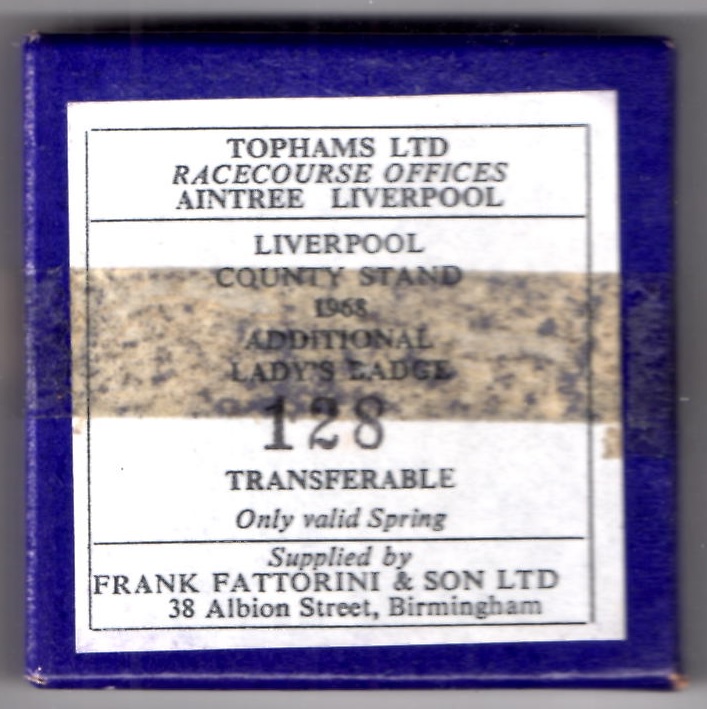 TOPHAMS LTD
RACECOURSE OFFICES
AINTREE LIVERPOOL
LIVERPOOL
COUNTY STAND
1968
ADDITIONAL
LADY'S BADGE
128
TRANSFERABLE
Only valid Spring
Supplied by
FRANK FATTORINI & SON LTD
38 Albion Street, Birmingham